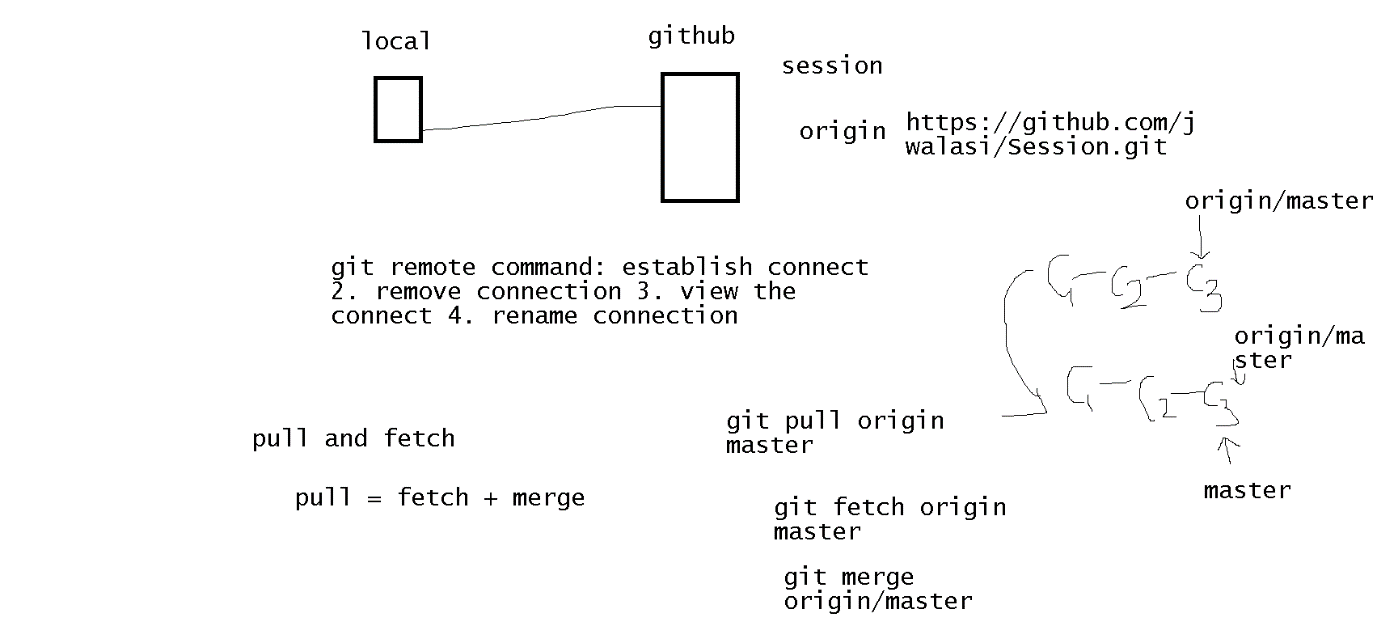 local
github
session
origin
https://github.com/j
walasi/Session.git
origin/master
C1 C2 C3
git remote command: establish connect
2. remove connection 3. view the
connect 4. rename connection
origin/ma
ster
C1 C2 C3
git pull origin
master
pull and fetch
master
pull = fetch + merge
git fetch origin
master
git merge
origin/master